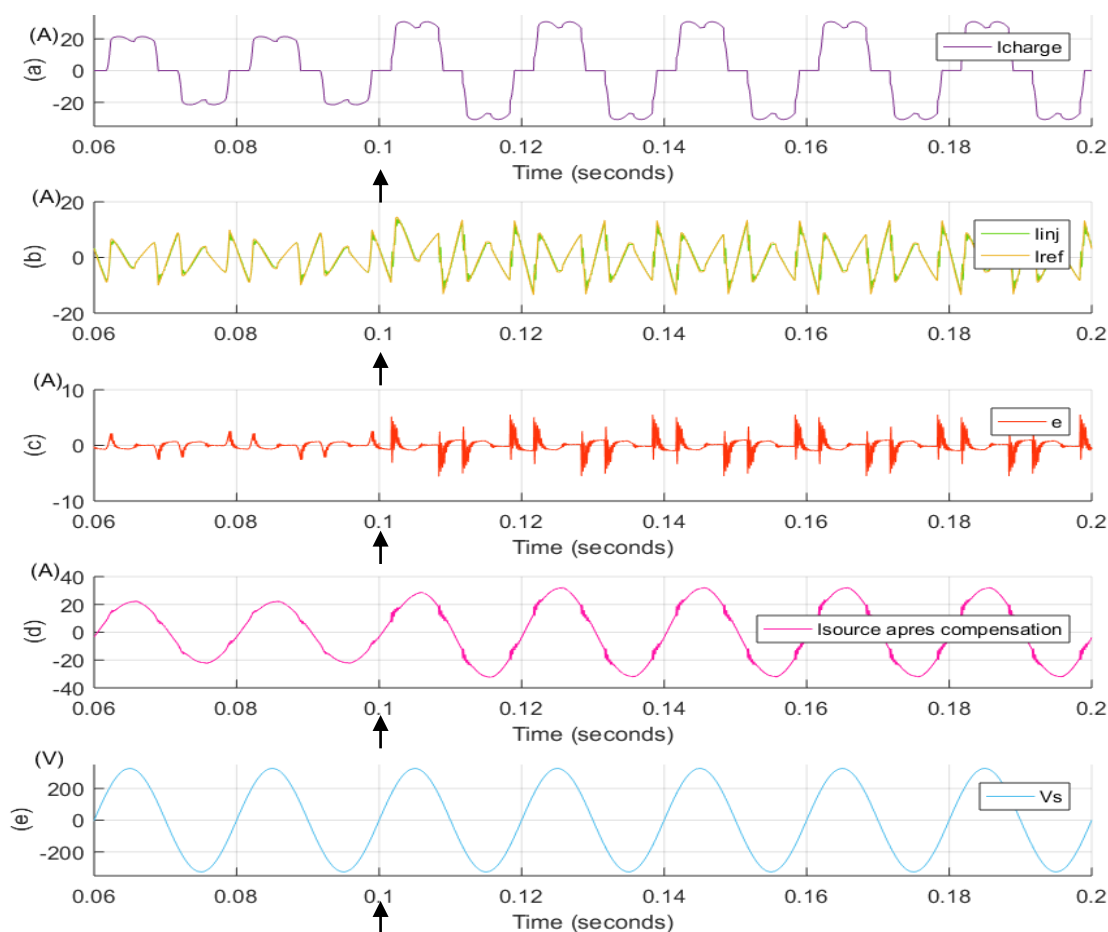 (A)
(a)
20
0
-20
Icharge
0.06 0.08 0.1 0.12 0.14 0.16 0.18 0.2
Time (seconds)
(A)
(b)
20
0
-20
Iinj
Iref
0.06 0.08 0.1 0.12 0.14 0.16 0.18 0.2
Time (seconds)
(A)
(c)
10
0
-10
e
0.06 0.08 0.1 0.12 0.14 0.16 0.18 0.2
Time (seconds)
(A)
(d)
40
20
0
-20
-40
Isource apres compensation
0.06 0.08 0.1 0.12 0.14 0.16 0.18 0.2
Time (seconds)
(V)
(e)
200
0
-200
Vs
0.06 0.08 0.1 0.12 0.14 0.16 0.18 0.2
Time (seconds)